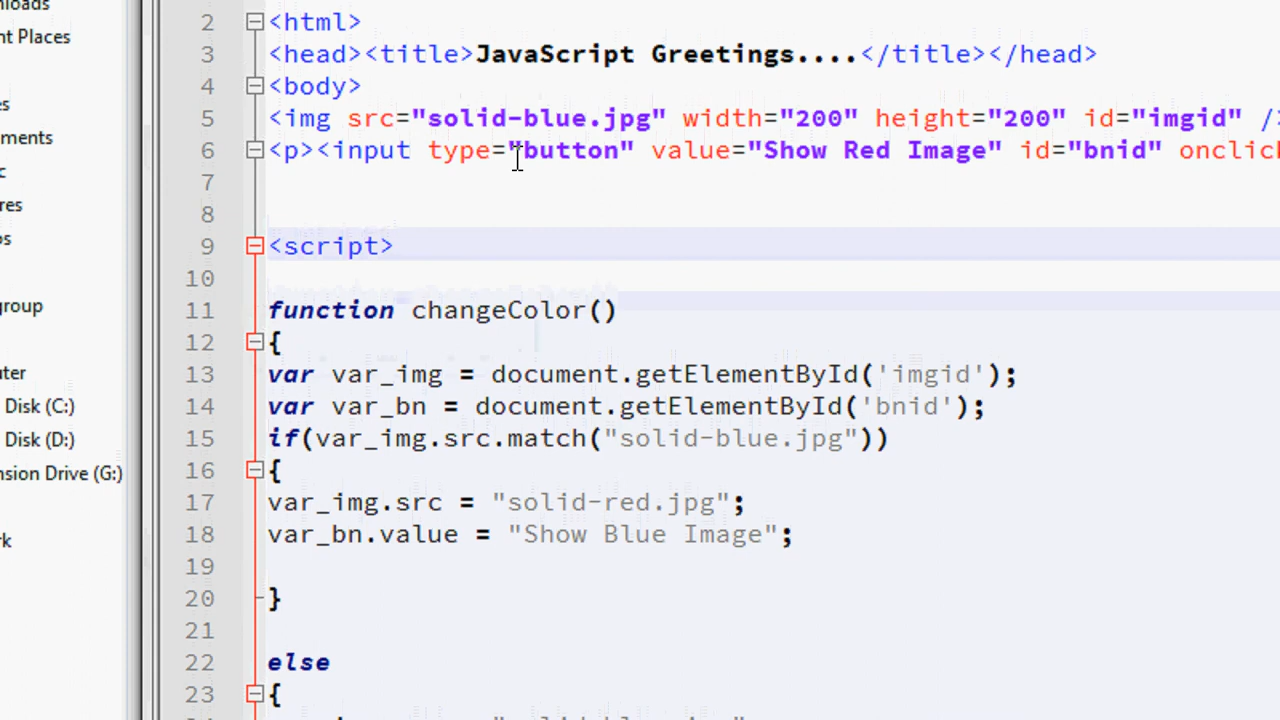 nloads
nt Places
es
ments
c
res
os
group
uter
Disk (C:)
Disk (D:)
nsion Drive (G:)
rk
2 <html>
3 <head><title>JavaScript Greetings....</title></head>
4 <body>
5 <img src="solid-blue.jpg" width="200" height="200" id="imgid" />
6 <p><input type="button" value="Show Red Image" id="bnid" onclick
7
8
9 <script>
10
11 function changeColor()
12 {
13 var var_img = document.getElementById('imgid');
14 var var_bn = document.getElementById('bnid');
15 if(var_img.src.match("solid-blue.jpg"))
16 {
17 var_img.src = "solid-red.jpg";
18 var_bn.value = "Show Blue Image";
19
20 }
21
22 else
23 {